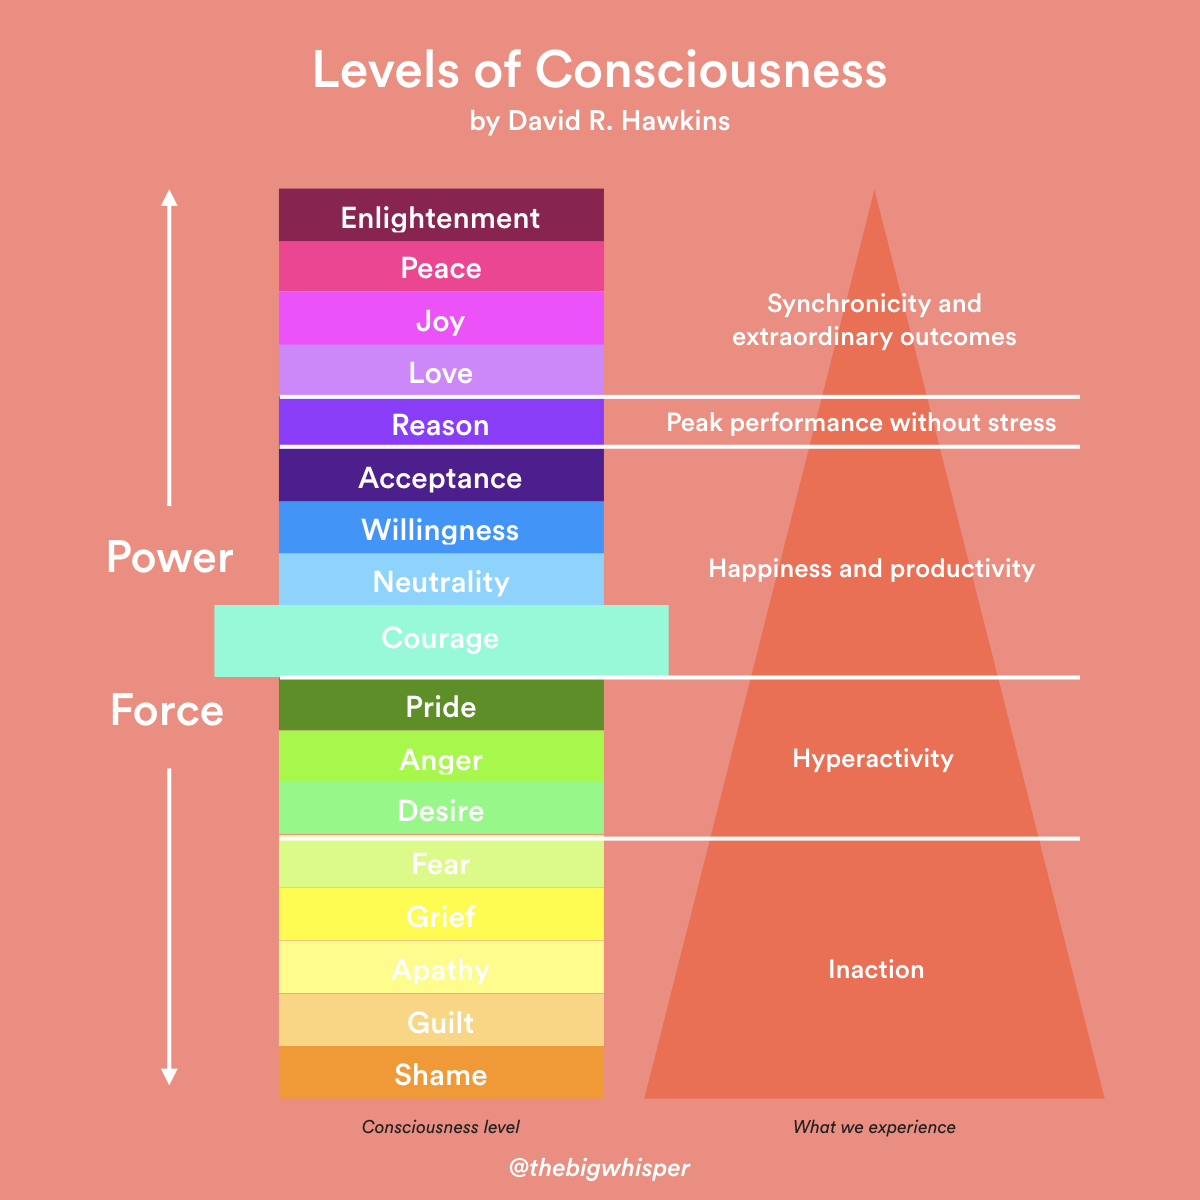 Levels of Consciousness
by David R. Hawkins
Enlightenment
Peace
Joy
Love
Reason
Acceptance
Willingness
Neutrality
Courage
Pride
Anger
Desire
Fear
Grief
Apathy
Guilt
Shame
Power
Force
Synchronicity and
extraordinary outcomes
Peak performance without stress
Happiness and productivity
Hyperactivity
Inaction
Consciousness level
What we experience
@thebigwhisper